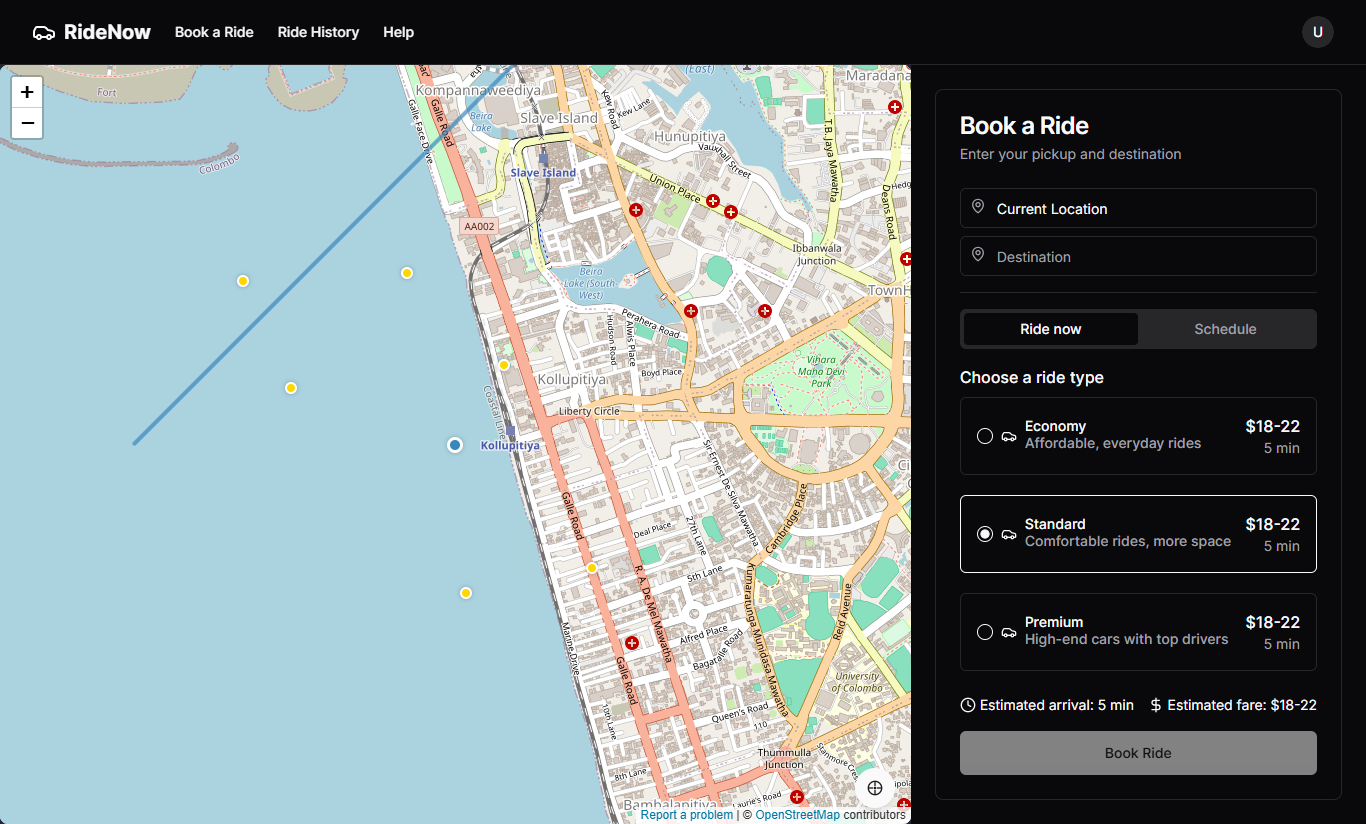 RideNow
Book a Ride
Ride History
Help
U
+
−
Fort
Colombo
Kompannaweediya
(East)
Maradana
Galle Road
Galle Face Drive
Beira
Lake
Slave Island
Slave Island
Kew Road
Kew Lane
Hunupitiya
Vauxhall Street
T.B. Jaya Mawatha
Union Place
Deans Road
AA002
Ibbanwala
Junction
Beira
Lake (South
West)
Perahera Road
Hudson Road
Alwis Place
Boyd Place
Kollupitiya
Vihara
Maha Devi
Park
Liberty Circle
Coastal Line
Kollupitiya
Sir Ernest De Silva Mawatha
Galle Road
Cambridge Place
27th Lane
Deal Place
5th Lane
R. A. De Mel Mawatha
Kumaratunga Munidasa Mawatha
Reid Avenue
Marine Drive
Alfred Place
Bagatalle Road
Galle Road
University
of Colombo
10th Lane
Queen's Road
110
Thummulla
Junction
8th Lane
Bambalapitiya
Laurie's Road
Report a problem | © OpenStreetMap contributors
Book a Ride
Enter your pickup and destination
Current Location
Destination
Ride now
Schedule
Choose a ride type
Economy
$18-22
Affordable, everyday rides
5 min
Standard
$18-22
Comfortable rides, more space
5 min
Premium
$18-22
High-end cars with top drivers
5 min
Estimated arrival: 5 min
Estimated fare: $18-22
Book Ride